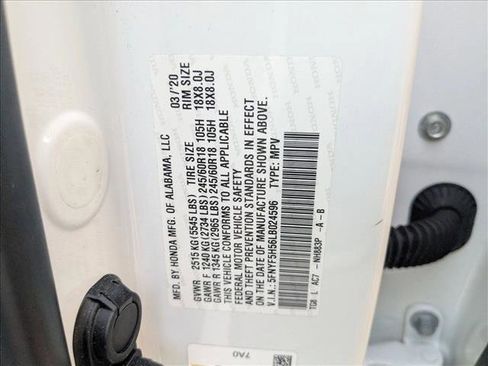 MFD. BY HONDA MFG. OF ALABAMA, LLC 03/'20
TIRE SIZE RIM SIZE
GVWR 2515 KG(5545 LBS)
GAWR F 1240 KG(2734 LBS) 245/60R18 105H 18X8.0J
GAWR R 1345 KG(2965 LBS) 245/60R18 105H 18X8.0J
THIS VEHICLE CONFORMS TO ALL APPLICABLE
FEDERAL MOTOR VEHICLE SAFETY
AND THEFT PREVENTION STANDARDS IN EFFECT
ON THE DATE OF MANUFACTURE SHOWN ABOVE.
V.I.N.: 5FNYF5H56LB024596 TYPE: MPV
TG8 L AC7 -NH883P -A -B
7A0
HONDA